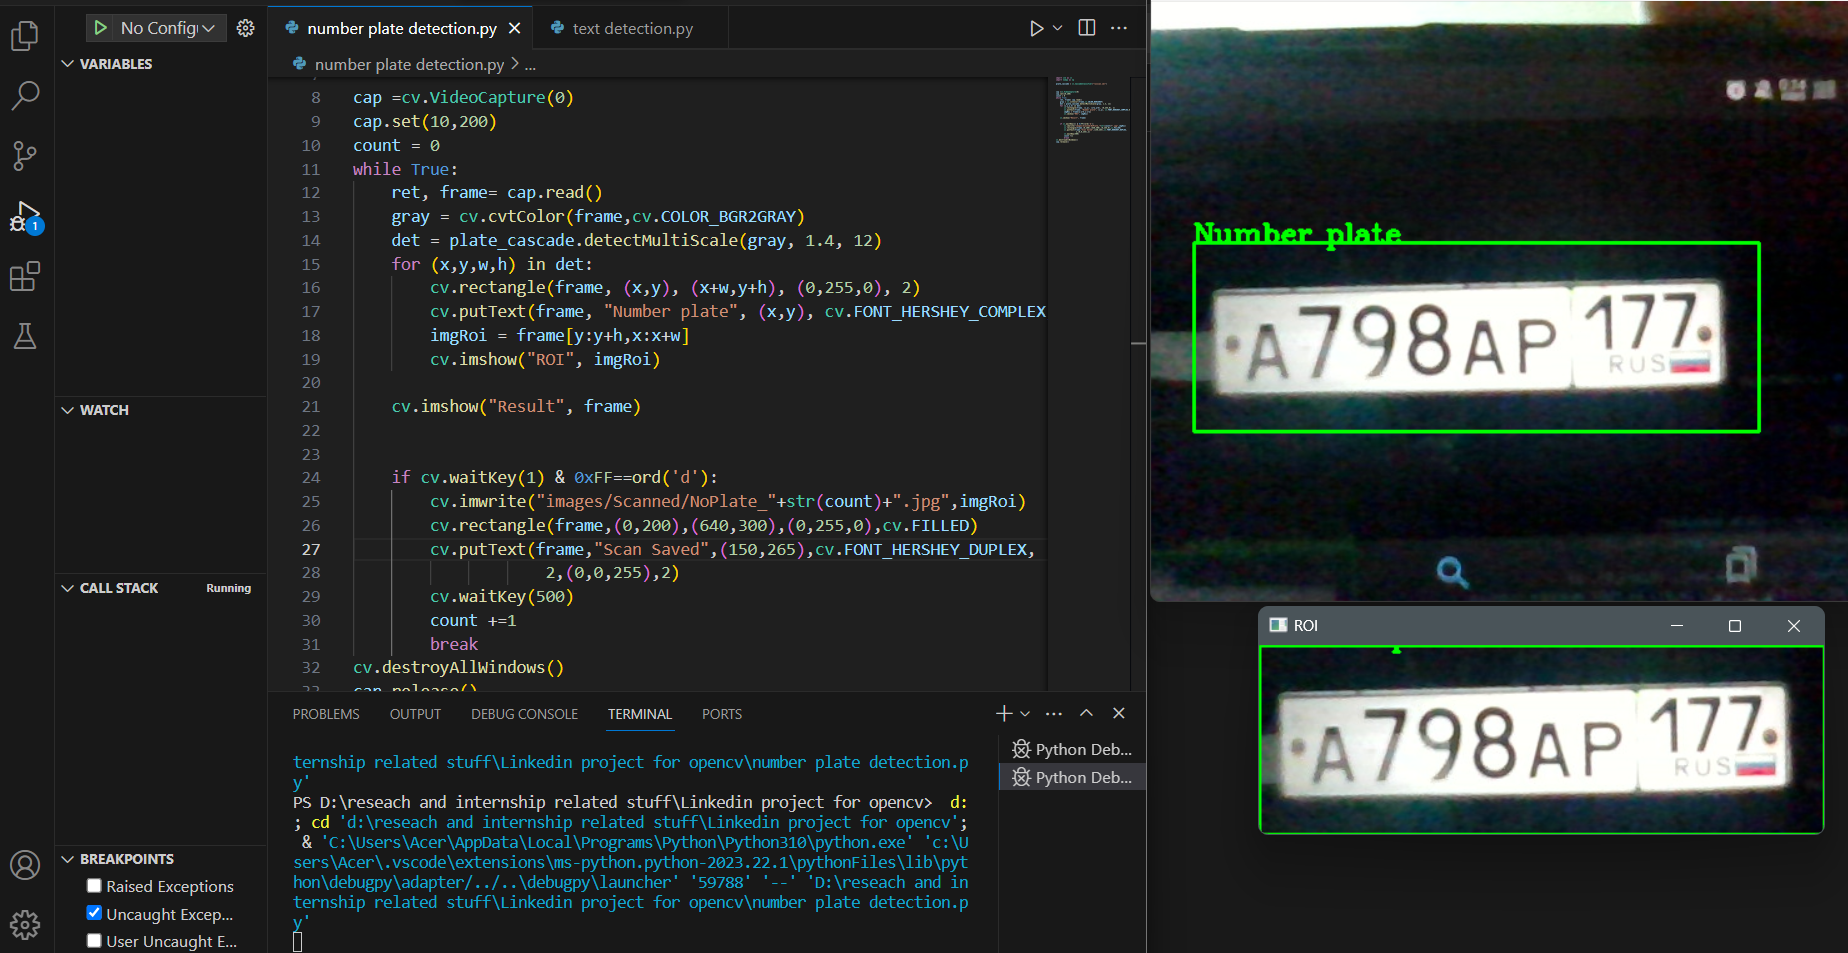 No Config
number plate detection.py
text detection.py
VARIABLES
number plate detection.py > ...
8 cap =cv.VideoCapture(0)
9 cap.set(10,200)
10 count = 0
11 while True:
12 ret, frame= cap.read()
13 gray = cv.cvtColor(frame,cv.COLOR_BGR2GRAY)
14 det = plate_cascade.detectMultiScale(gray, 1.4, 12)
15 for (x,y,w,h) in det:
16 cv.rectangle(frame, (x,y), (x+w,y+h), (0,255,0), 2)
17 cv.putText(frame, "Number plate", (x,y), cv.FONT_HERSHEY_COMPLEX
18 imgRoi = frame[y:y+h,x:x+w]
19 cv.imshow("ROI", imgRoi)
20
21 cv.imshow("Result", frame)
22
23
24 if cv.waitKey(1) & 0xFF==ord('d'):
25 cv.imwrite("images/Scanned/NoPlate_"+str(count)+".jpg",imgRoi)
26 cv.rectangle(frame,(0,200),(640,300),(0,255,0),cv.FILLED)
27 cv.putText(frame,"Scan Saved",(150,265),cv.FONT_HERSHEY_DUPLEX,
28 2,(0,0,255),2)
29 cv.waitKey(500)
30 count +=1
31 break
32 cv.destroyAllWindows()
33 cap.release()
1
WATCH
CALL STACK Running
BREAKPOINTS
Raised Exceptions
Uncaught Excep...
User Uncaught E...
PROBLEMS OUTPUT DEBUG CONSOLE TERMINAL PORTS
Python Deb...
Python Deb...
ternship related stuff\Linkedin project for opencv\number plate detection.p
y'
PS D:\reseach and internship related stuff\Linkedin project for opencv>  d:
; cd 'd:\reseach and internship related stuff\Linkedin project for opencv';
& 'C:\Users\Acer\AppData\Local\Programs\Python\Python310\python.exe' 'c:\U
sers\Acer\.vscode\extensions\ms-python.python-2023.22.1\pythonFiles\lib\pyt
hon\debugpy\adapter/../..\debugpy\launcher' '59788' '--' 'D:\reseach and in
ternship related stuff\Linkedin project for opencv\number plate detection.p
y'
Number plate
A798AP 177
RUS
ROI
A798AP 177
RUS